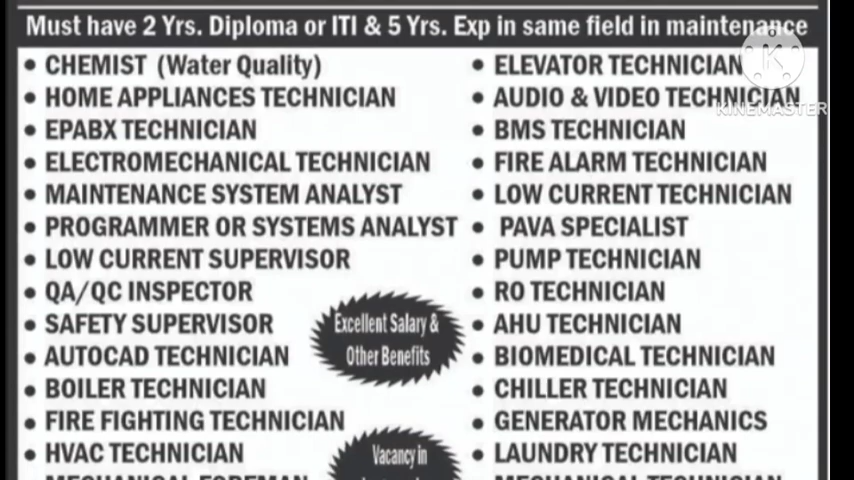 Must have 2 Yrs. Diploma or ITI & 5 Yrs. Exp in same field in maintenance
• CHEMIST (Water Quality)
• HOME APPLIANCES TECHNICIAN
• EPABX TECHNICIAN
• ELECTROMECHANICAL TECHNICIAN
• MAINTENANCE SYSTEM ANALYST
• PROGRAMMER OR SYSTEMS ANALYST
• LOW CURRENT SUPERVISOR
• QA/QC INSPECTOR
• SAFETY SUPERVISOR
• AUTOCAD TECHNICIAN
• BOILER TECHNICIAN
• FIRE FIGHTING TECHNICIAN
• HVAC TECHNICIAN
• MECHANICAL FOREMAN
Excellent Salary &
Other Benefits
Vacancy in
• ELEVATOR TECHNICIAN
• AUDIO & VIDEO TECHNICIAN
• BMS TECHNICIAN
• FIRE ALARM TECHNICIAN
• LOW CURRENT TECHNICIAN
• PAVA SPECIALIST
• PUMP TECHNICIAN
• RO TECHNICIAN
• AHU TECHNICIAN
• BIOMEDICAL TECHNICIAN
• CHILLER TECHNICIAN
• GENERATOR MECHANICS
• LAUNDRY TECHNICIAN
• MECHANICAL TECHNICIAN
K
KINEMASTER